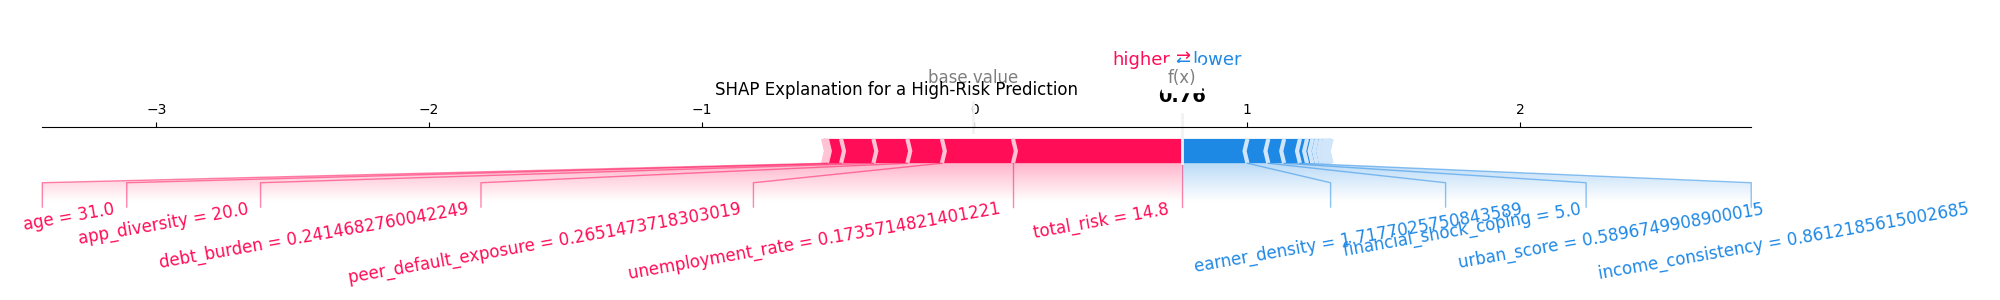 higher ⇄ lower
base value f(x)
SHAP Explanation for a High-Risk Prediction
0.76
−3 −2 −1 0 1 2
age = 31.0
app_diversity = 20.0
debt_burden = 0.2414682760042249
peer_default_exposure = 0.26514737183030​19
unemployment_rate = 0.1735714821401221
total_risk = 14.8
earner_density = 1.7177025750843589
financial_shock_coping = 5.0
urban_score = 0.5896749908900015
income_consistency = 0.8612185615002685